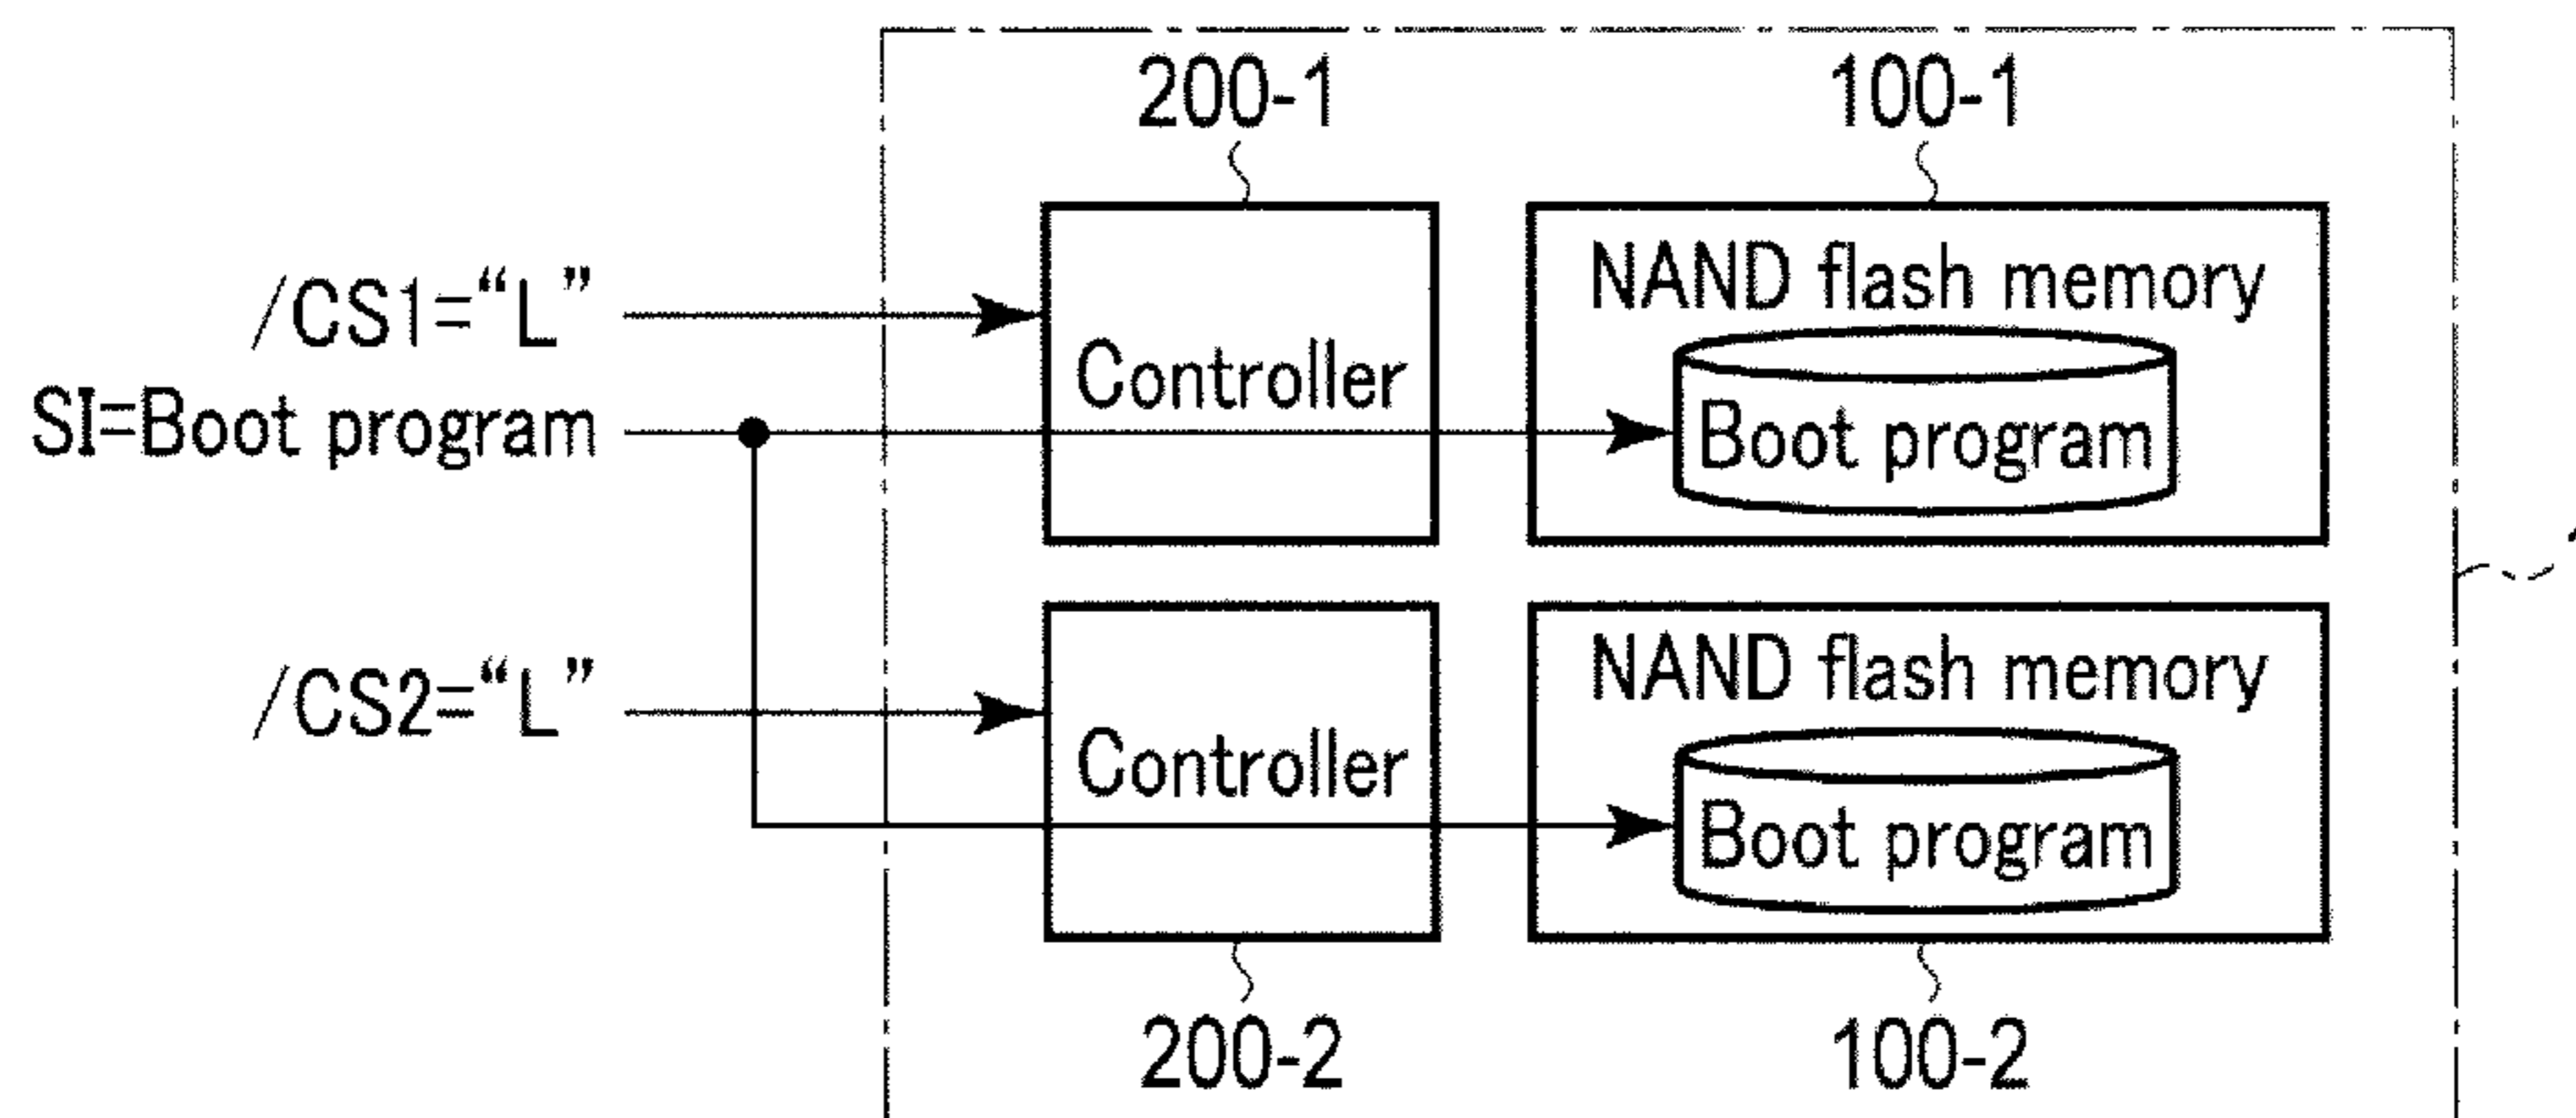 200-1
100-1
/CS1=“L”
SI=Boot program
Controller
NAND flash memory
Boot program
/CS2=“L”
Controller
NAND flash memory
Boot program
200-2
100-2